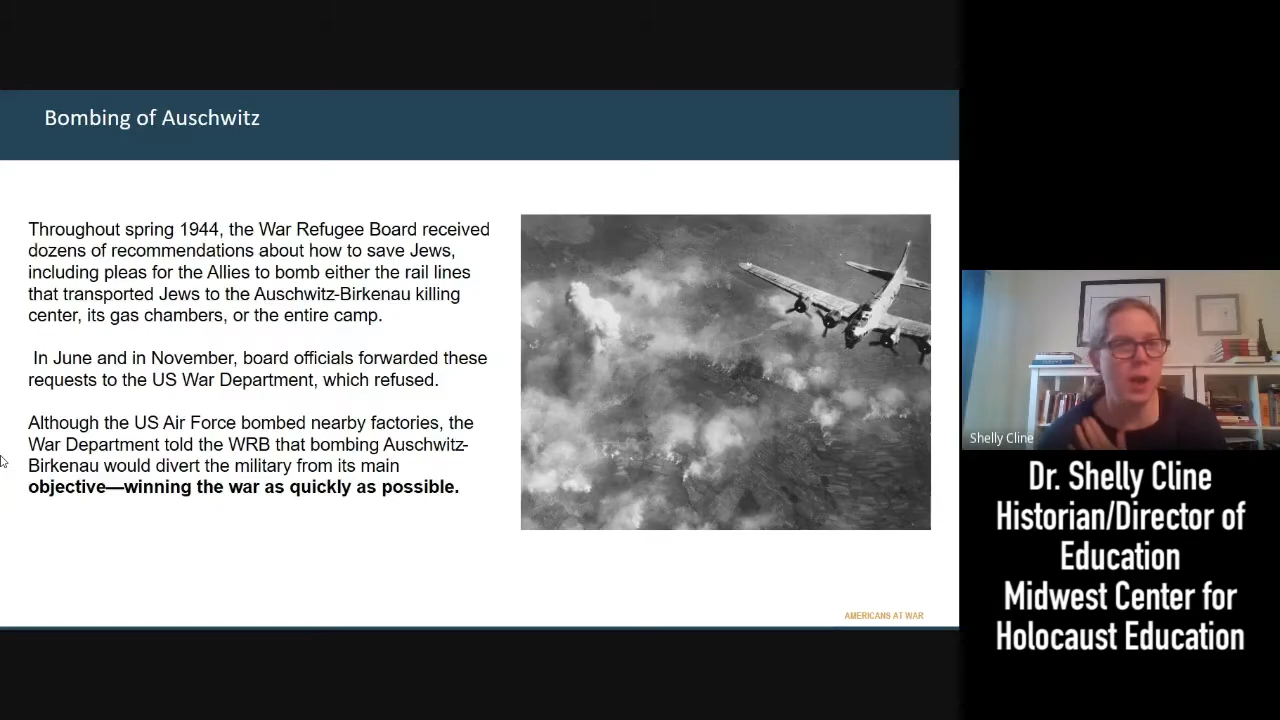 Bombing of Auschwitz
Throughout spring 1944, the War Refugee Board received
dozens of recommendations about how to save Jews,
including pleas for the Allies to bomb either the rail lines
that transported Jews to the Auschwitz-Birkenau killing
center, its gas chambers, or the entire camp.
In June and in November, board officials forwarded these
requests to the US War Department, which refused.
Although the US Air Force bombed nearby factories, the
War Department told the WRB that bombing Auschwitz-
Birkenau would divert the military from its main
objective—winning the war as quickly as possible.
AMERICANS AT WAR
Shelly Cline
Dr. Shelly Cline
Historian/Director of
Education
Midwest Center for
Holocaust Education